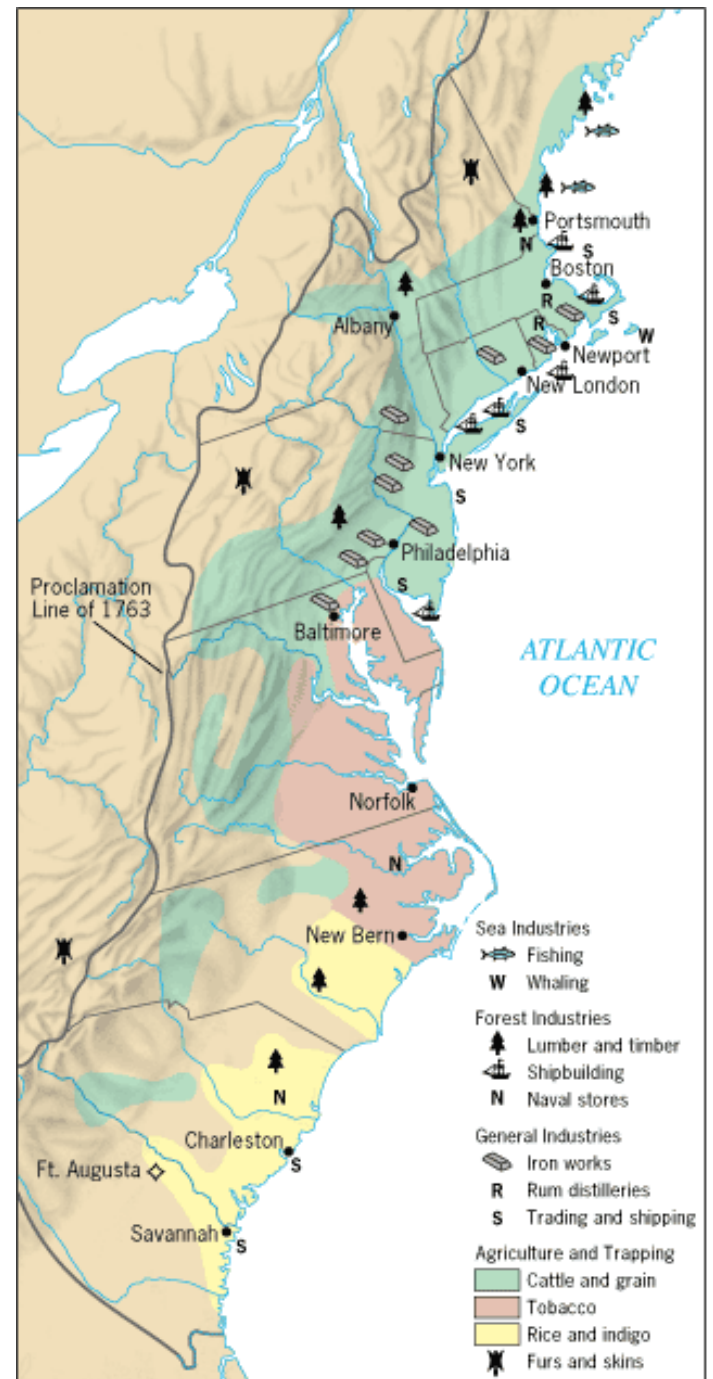 Portsmouth
N
S
Boston
R
S
R
W
Albany
Newport
New London
S
New York
S
Philadelphia
S
Proclamation
Line of 1763
Baltimore
ATLANTIC
OCEAN
Norfolk
N
New Bern
N
Charleston
S
Ft. Augusta
Savannah
S
Sea Industries
Fishing
W Whaling
Forest Industries
Lumber and timber
Shipbuilding
N Naval stores
General Industries
Iron works
R Rum distilleries
S Trading and shipping
Agriculture and Trapping
Cattle and grain
Tobacco
Rice and indigo
Furs and skins